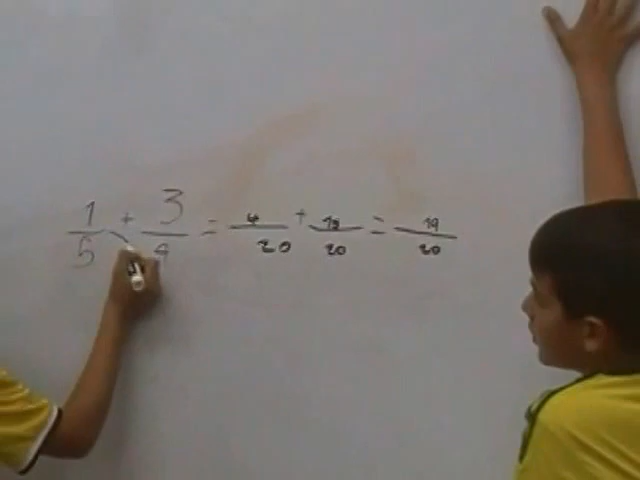 1/5 + 3/4 = 4/20 + 15/20 = 19/20